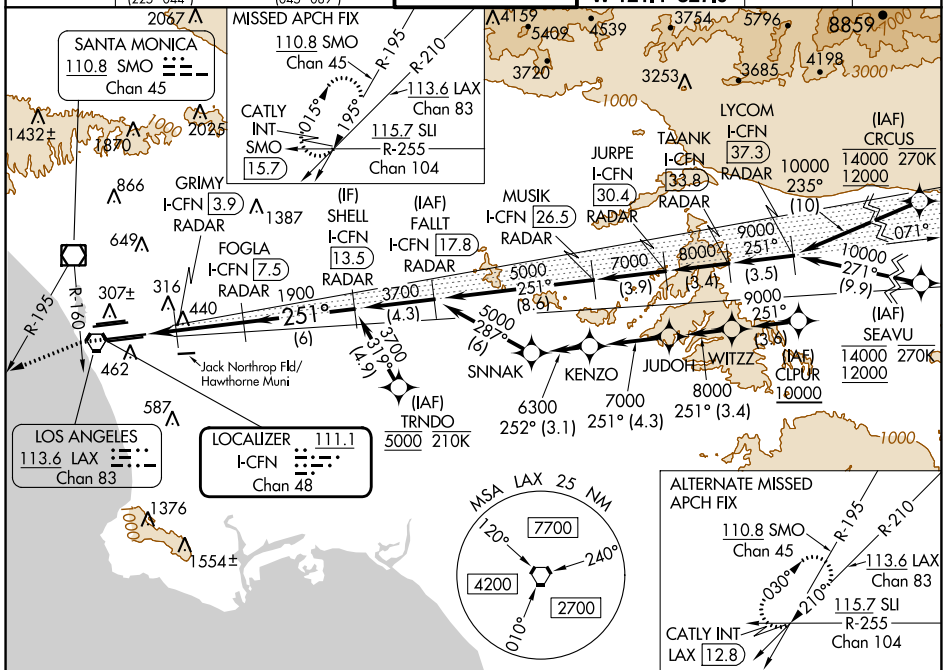 2067
SANTA MONICA
110.8 SMO
Chan 45
MISSED APCH FIX
110.8 SMO
Chan 45
R-195
R-210
113.6 LAX
Chan 83
015°
195°
CATLY
INT
SMO
15.7
115.7 SLI
R-255
Chan 104
4159
5409
4539
3754
5796
8859
3720
3253
3685
4198
3000
1000
1432±
1870
2025
866
649
1387
307±
316
440
462
587
1376
1554±
GRIMY
I-CFN 3.9
RADAR
FOGLA
I-CFN 7.5
RADAR
(IF)
SHELL
I-CFN
13.5
RADAR
(IAF)
FALLT
I-CFN 17.8
RADAR
MUSIK
I-CFN 26.5
RADAR
JURPE
I-CFN
30.4
RADAR
TAANK
I-CFN
33.8
RADAR
LYCOM
I-CFN
37.3
RADAR
10000
235°
(10)
(IAF)
CRCUS
14000 270K
12000
071°
10000
271°
(9.9)
(IAF)
SEAVU
14000 270K
12000
1900
251°
(6)
3700
(4.3)
5000
251°
(8.6)
7000
(3.9)
8000
(3.4)
9000
251°
(3.5)
9000
251°
(3.6)
5000
287°
(6)
3700
319°
(4.9)
SNNAK
KENZO
JUDOH
WITZZ
(IAF)
CLPUR
10000
6300
252° (3.1)
7000
251° (4.3)
8000
251° (3.4)
(IAF)
TRNDO
5000 210K
R-195
R-160
Jack Northrop Fld/
Hawthorne Muni
LOS ANGELES
113.6 LAX
Chan 83
LOCALIZER 111.1
I-CFN
Chan 48
MSA LAX 25 NM
120°
7700
240°
4200
2700
010°
1000
ALTERNATE MISSED
APCH FIX
110.8 SMO
Chan 45
R-195
R-210
113.6 LAX
Chan 83
030°
210°
115.7 SLI
R-255
Chan 104
CATLY INT
LAX 12.8